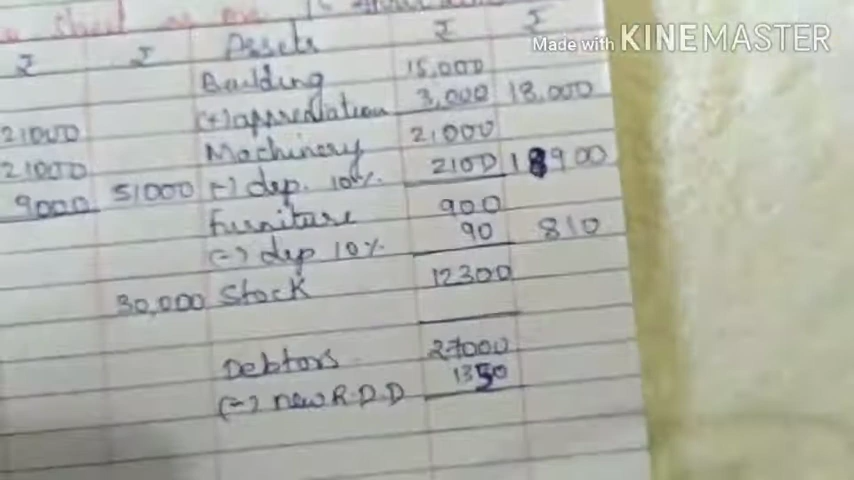 Made with KINEMASTER
₹ ₹ Assets ₹ ₹
Building 15,000
21000 (+) appreciation 3,000 18,000
21000 Machinery 21000
9000 51000 (-) dep. 10% 2100 18900
Furniture 900
(-) dep 10% 90 810
30,000 Stock 12300
Debtors 27000
(-) new R.D.D 1350